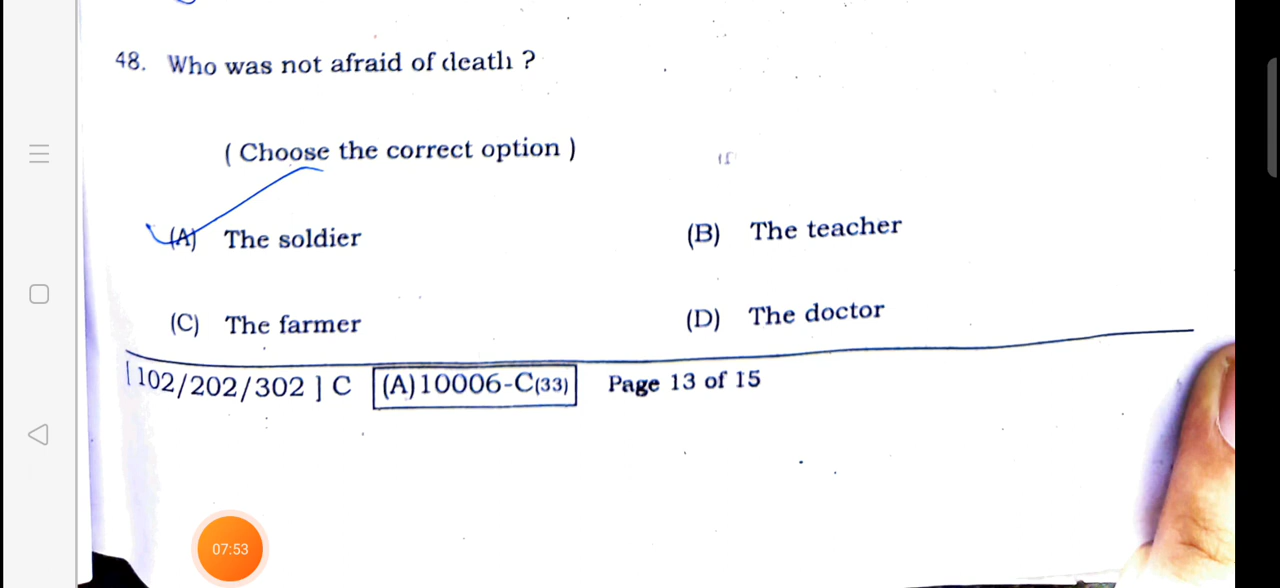 48. Who was not afraid of death ?
( Choose the correct option )
(A) The soldier
(B) The teacher
(C) The farmer
(D) The doctor
[ 102/202/302 ] C (A)10006-C(33) Page 13 of 15
07:53